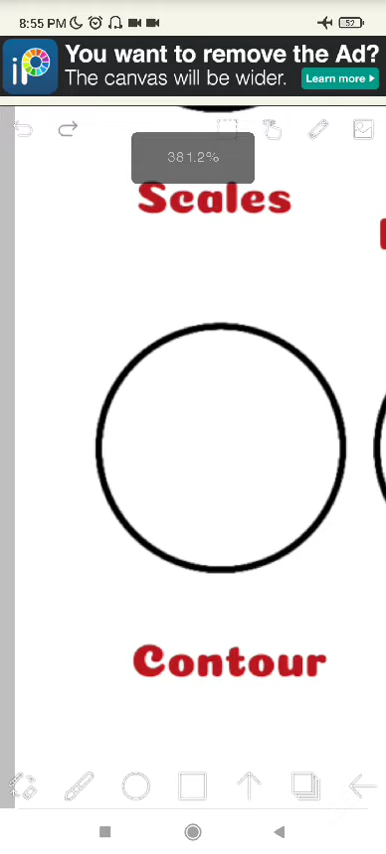 8:55 PM
52
You want to remove the Ad?
The canvas will be wider.
Learn more
381.2%
Scales
Contour